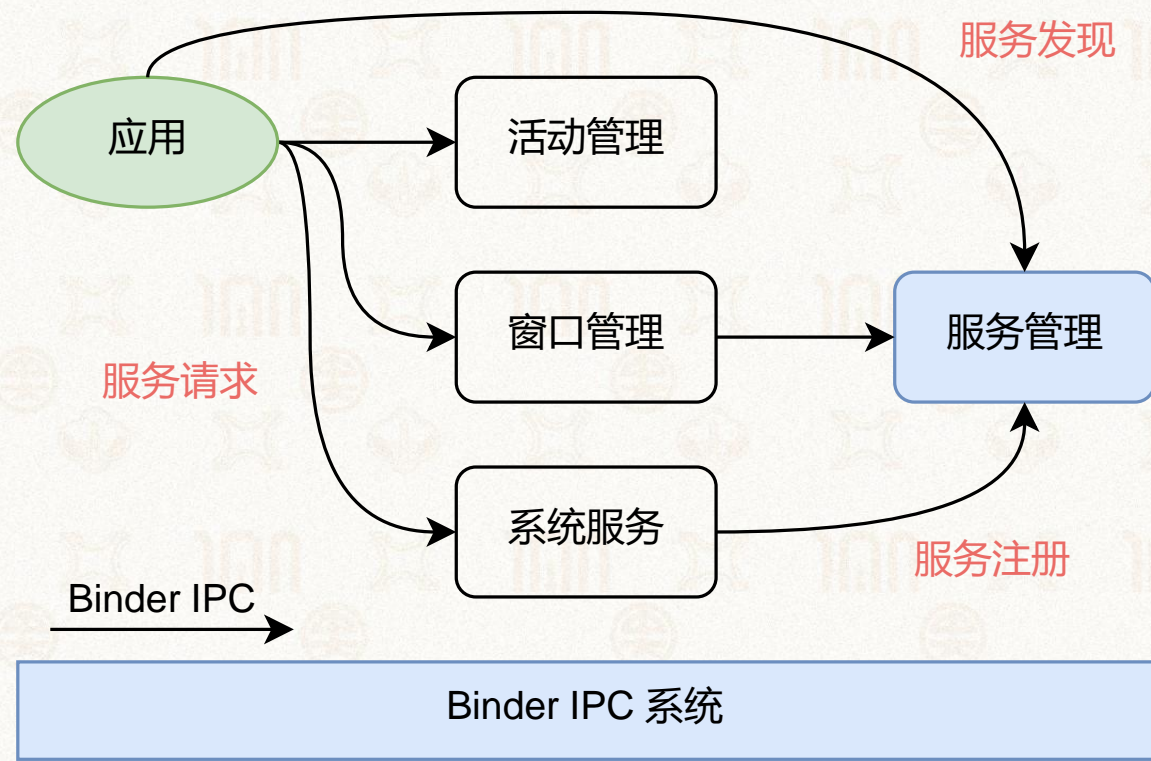 服务发现
应用
活动管理
窗口管理
服务管理
服务请求
系统服务
服务注册
Binder IPC
Binder IPC 系统